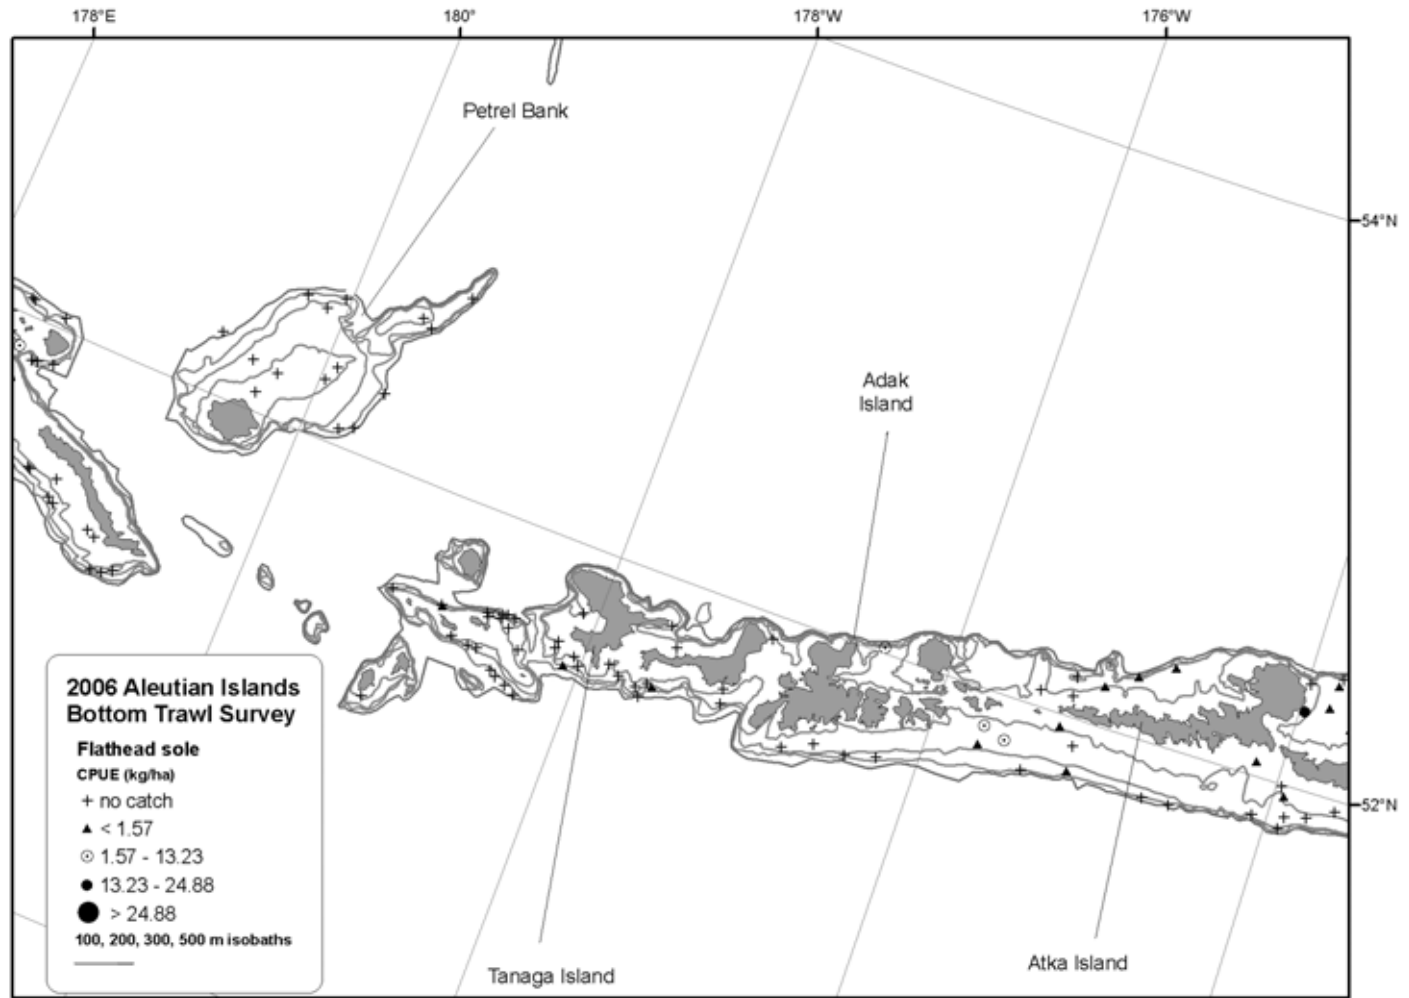 178°E
180°
178°W
176°W
Petrel Bank
54°N
Adak
Island
2006 Aleutian Islands
Bottom Trawl Survey
Flathead sole
CPUE (kg/ha)
+ no catch
▲ < 1.57
⊙ 1.57 - 13.23
● 13.23 - 24.88
● > 24.88
100, 200, 300, 500 m isobaths
52°N
Tanaga Island
Atka Island